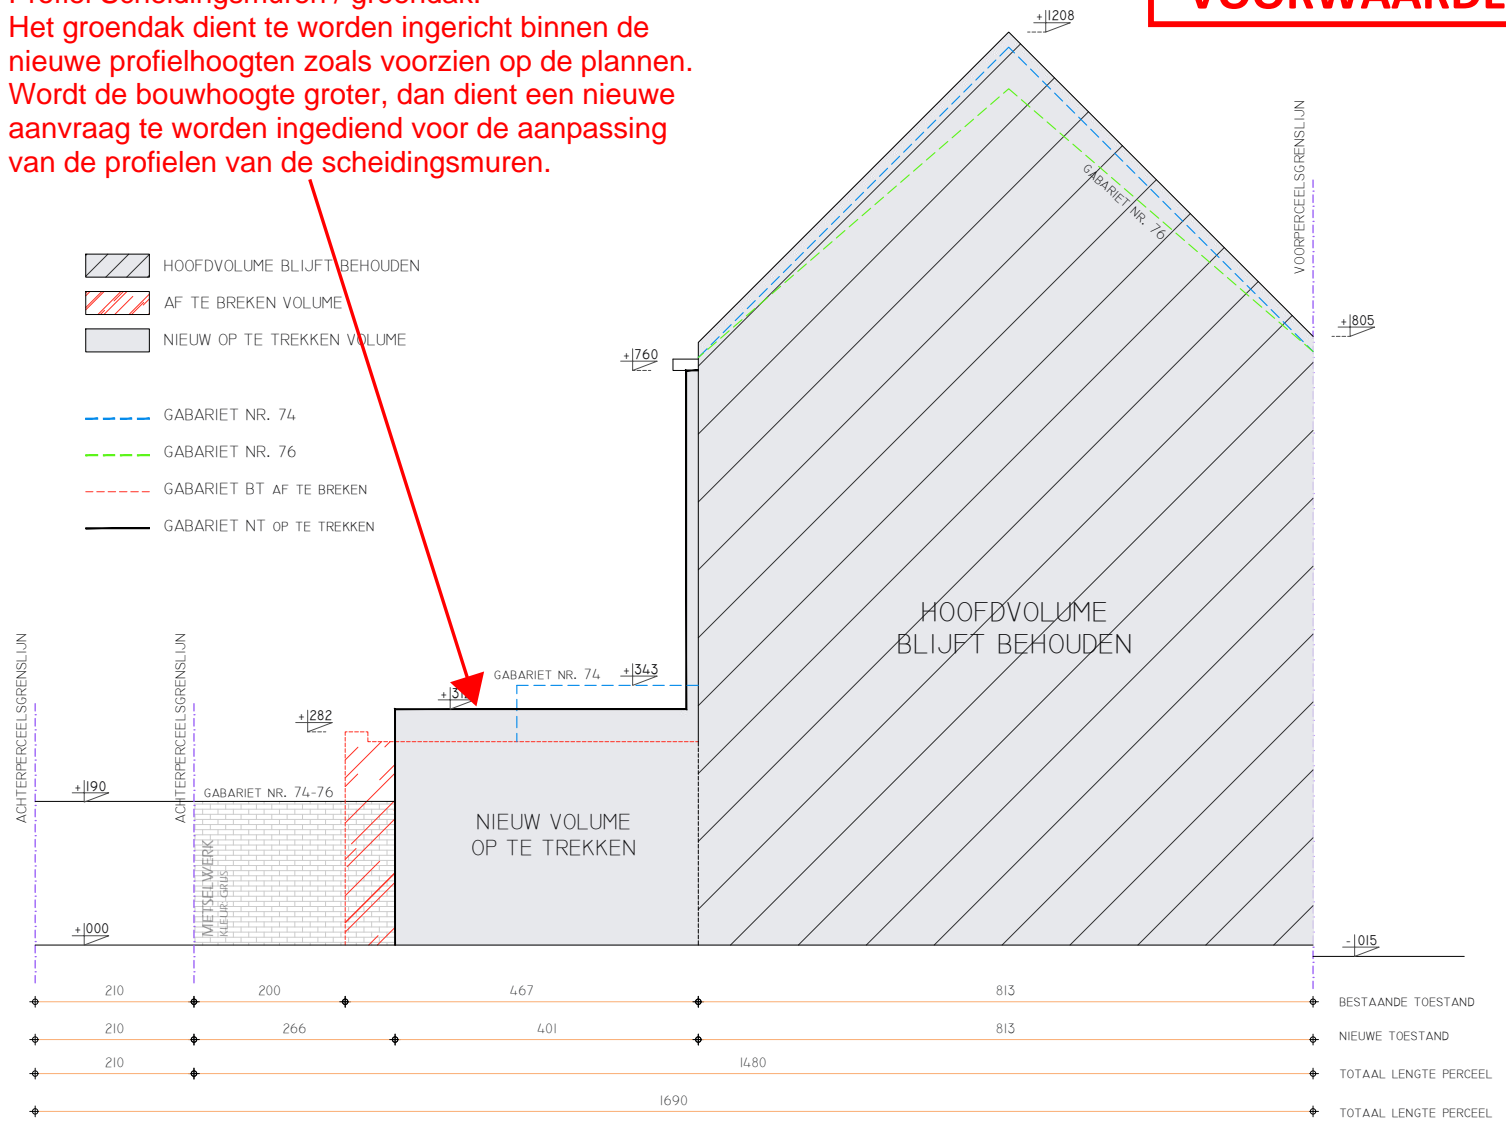 Profiel Scheidingsmuren / groendak:
Het groendak dient te worden ingericht binnen de
nieuwe profielhoogten zoals voorzien op de plannen.
Wordt de bouwhoogte groter, dan dient een nieuwe
aanvraag te worden ingediend voor de aanpassing
van de profielen van de scheidingsmuren.
VOORWAARDE
+1208
VOORPERCEELSGRENSLIJN
GABARIET NR. 76
HOOFDVOLUME BLIJFT BEHOUDEN
AF TE BREKEN VOLUME
NIEUW OP TE TREKKEN VOLUME
+805
+760
GABARIET NR. 74
GABARIET NR. 76
GABARIET BT AF TE BREKEN
GABARIET NT OP TE TREKKEN
HOOFDVOLUME
BLIJFT BEHOUDEN
ACHTERPERCEELSGRENSLIJN
ACHTERPERCEELSGRENSLIJN
GABARIET NR. 74
+343
+282
+190
GABARIET NR. 74-76
NIEUW VOLUME
OP TE TREKKEN
METSELWERK
KLEUR: GRIJS
+000
-015
210
200
467
813
BESTAANDE TOESTAND
210
266
401
813
NIEUWE TOESTAND
210
1480
TOTAAL LENGTE PERCEEL
1690
TOTAAL LENGTE PERCEEL